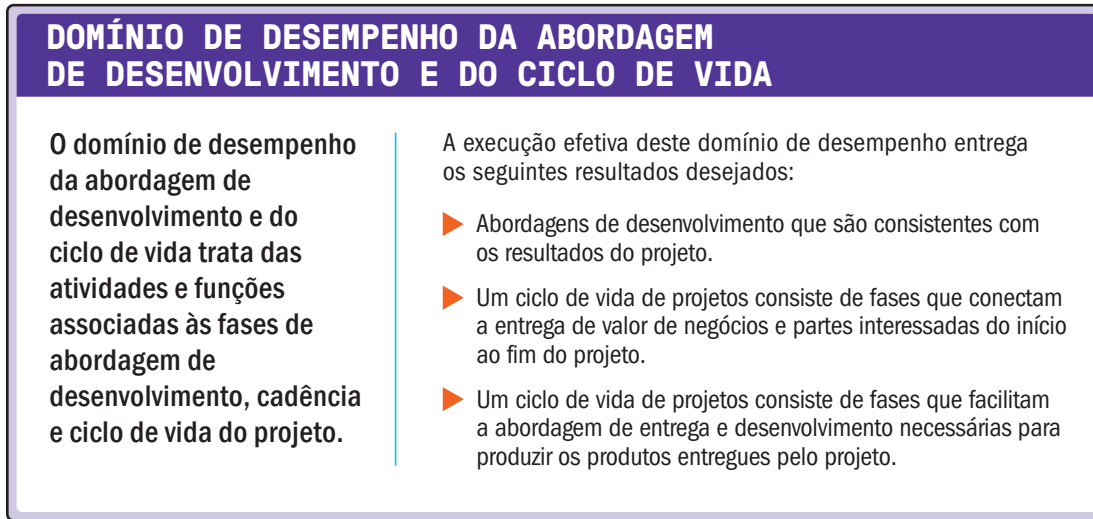 DOMÍNIO DE DESEMPENHO DA ABORDAGEM
DE DESENVOLVIMENTO E DO CICLO DE VIDA
O domínio de desempenho
da abordagem de
desenvolvimento e do
ciclo de vida trata das
atividades e funções
associadas às fases de
abordagem de
desenvolvimento, cadência
e ciclo de vida do projeto.
A execução efetiva deste domínio de desempenho entrega
os seguintes resultados desejados:
Abordagens de desenvolvimento que são consistentes com
os resultados do projeto.
Um ciclo de vida de projetos consiste de fases que conectam
a entrega de valor de negócios e partes interessadas do início
ao fim do projeto.
Um ciclo de vida de projetos consiste de fases que facilitam
a abordagem de entrega e desenvolvimento necessárias para
produzir os produtos entregues pelo projeto.